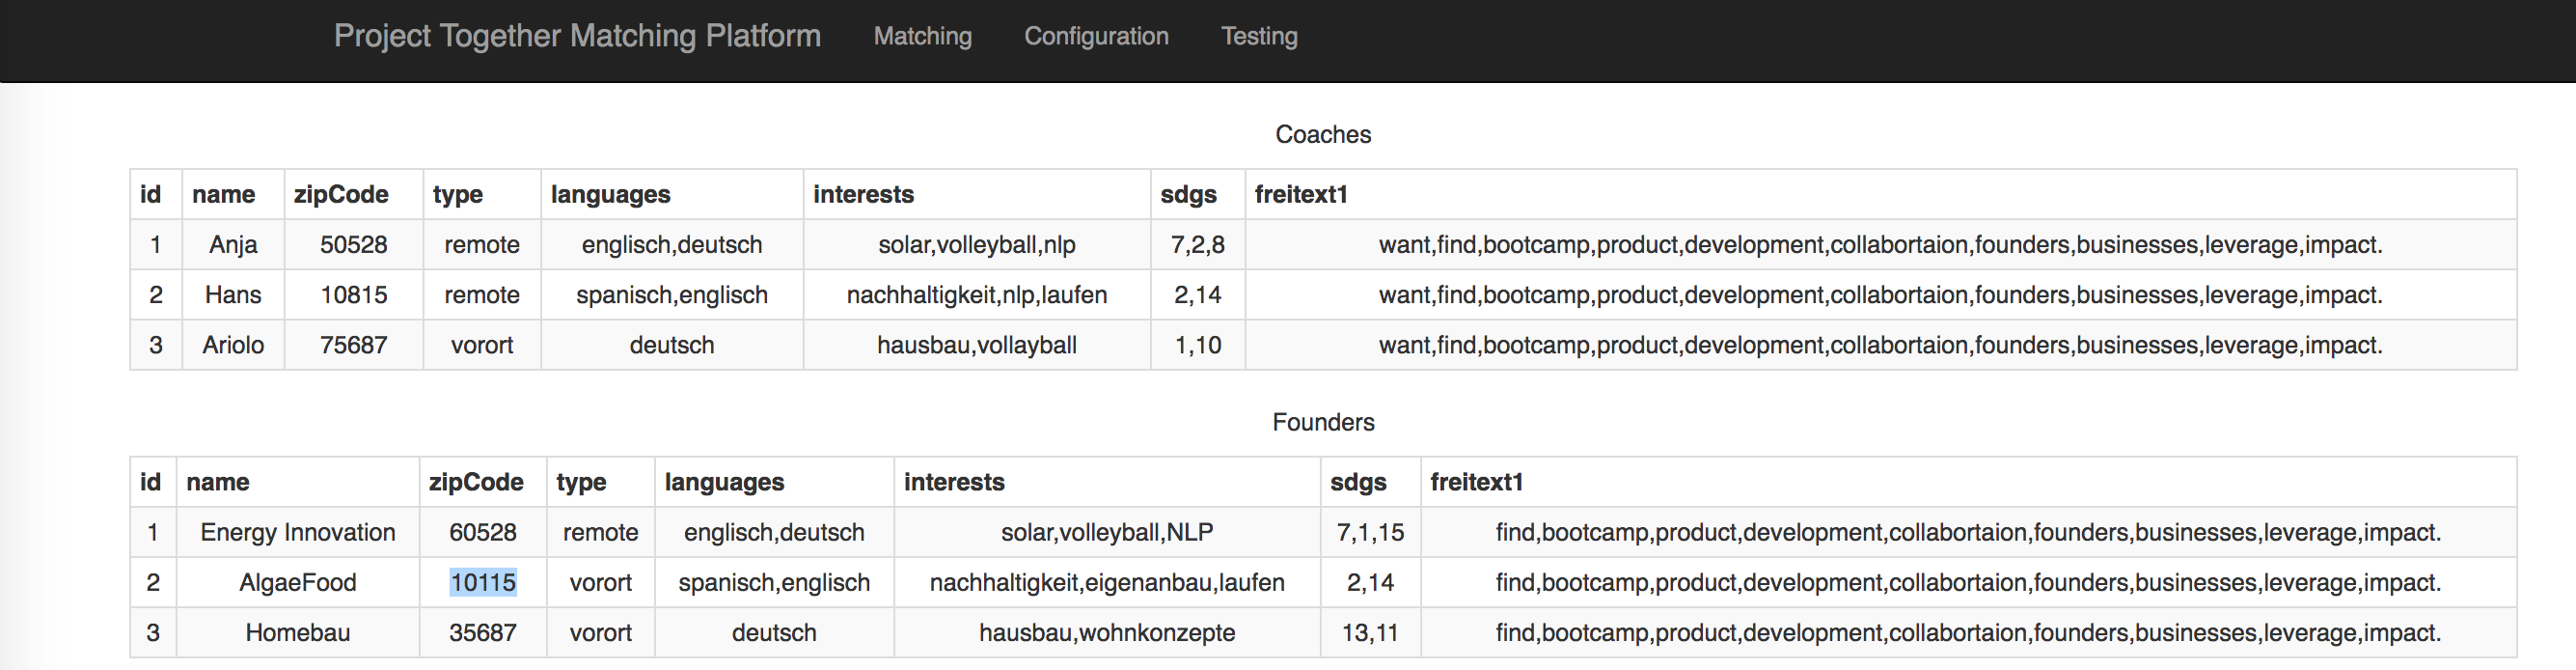 Project Together Matching Platform Matching Configuration Testing
Coaches
id name zipCode type languages interests sdgs freitext1
1 Anja 50528 remote englisch,deutsch solar,volleyball,nlp 7,2,8 want,find,bootcamp,product,development,collabortaion,founders,businesses,leverage,impact.
2 Hans 10815 remote spanisch,englisch nachhaltigkeit,nlp,laufen 2,14 want,find,bootcamp,product,development,collabortaion,founders,businesses,leverage,impact.
3 Ariolo 75687 vorort deutsch hausbau,vollayball 1,10 want,find,bootcamp,product,development,collabortaion,founders,businesses,leverage,impact.
Founders
id name zipCode type languages interests sdgs freitext1
1 Energy Innovation 60528 remote englisch,deutsch solar,volleyball,NLP 7,1,15 find,bootcamp,product,development,collabortaion,founders,businesses,leverage,impact.
2 AlgaeFood 10115 vorort spanisch,englisch nachhaltigkeit,eigenanbau,laufen 2,14 find,bootcamp,product,development,collabortaion,founders,businesses,leverage,impact.
3 Homebau 35687 vorort deutsch hausbau,wohnkonzepte 13,11 find,bootcamp,product,development,collabortaion,founders,businesses,leverage,impact.